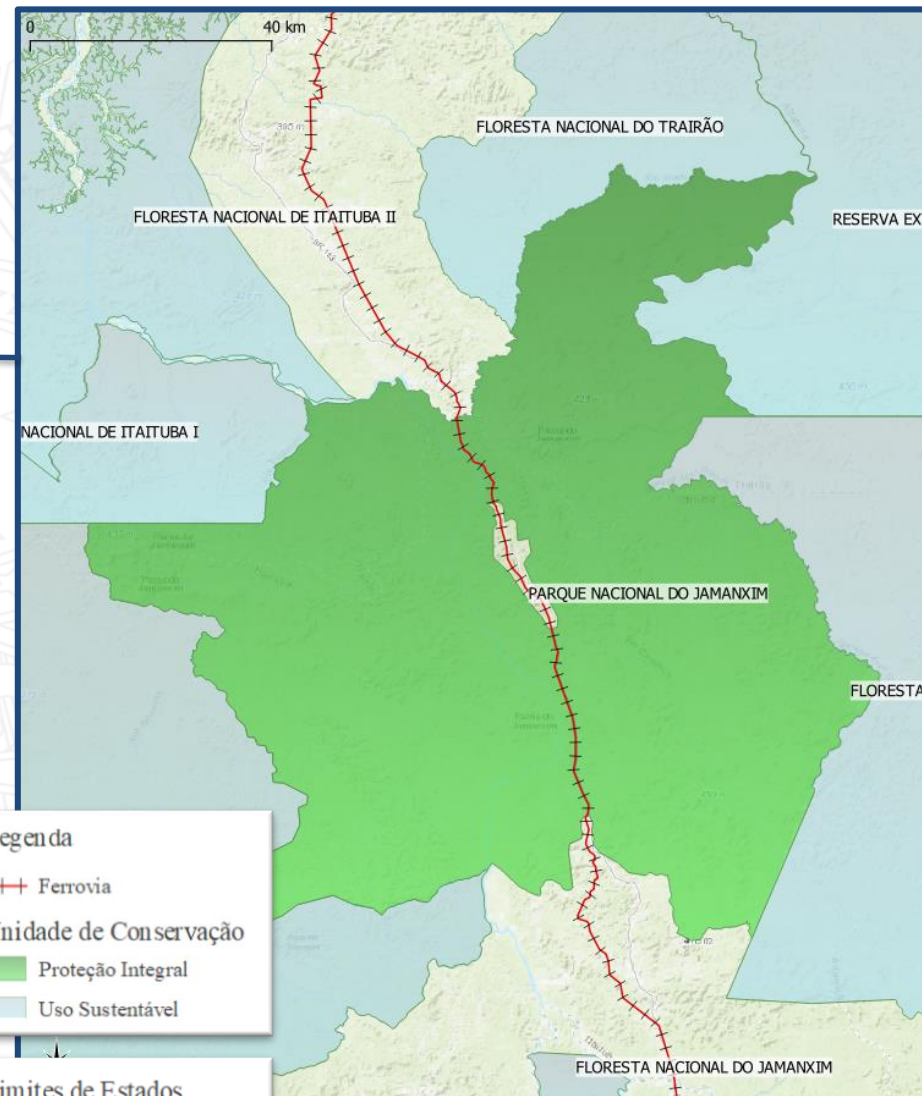 0 40 km
FLORESTA NACIONAL DO TRAIRÃO
FLORESTA NACIONAL DE ITAITUBA II
RESERVA EX
NACIONAL DE ITAITUBA I
PARQUE NACIONAL DO JAMANXIM
FLORESTA
egenda
Ferrovia
nidade de Conservação
Proteção Integral
Uso Sustentável
FLORESTA NACIONAL DO JAMANXIM
imites de Estados